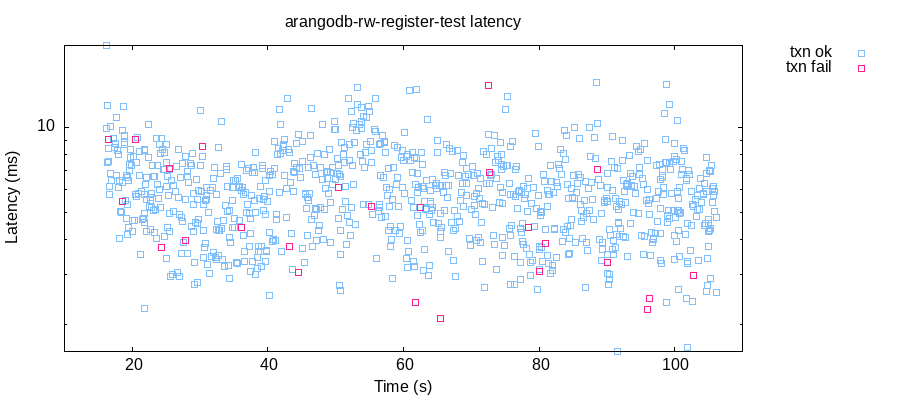 arangodb-rw-register-test latency
txn ok
txn fail
10
Latency (ms)
20 40 60 80 100
Time (s)